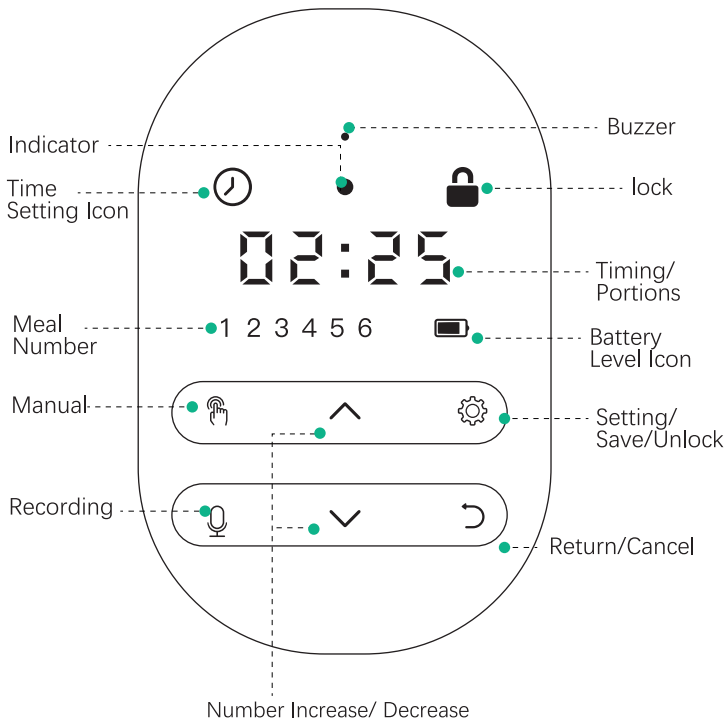 Buzzer
Indicator
Time
Setting Icon
lock
02:25
Timing/
Portions
Meal
Number
1 2 3 4 5 6
Battery
Level Icon
Manual
Setting/
Save/Unlock
Recording
Return/Cancel
Number Increase/ Decrease